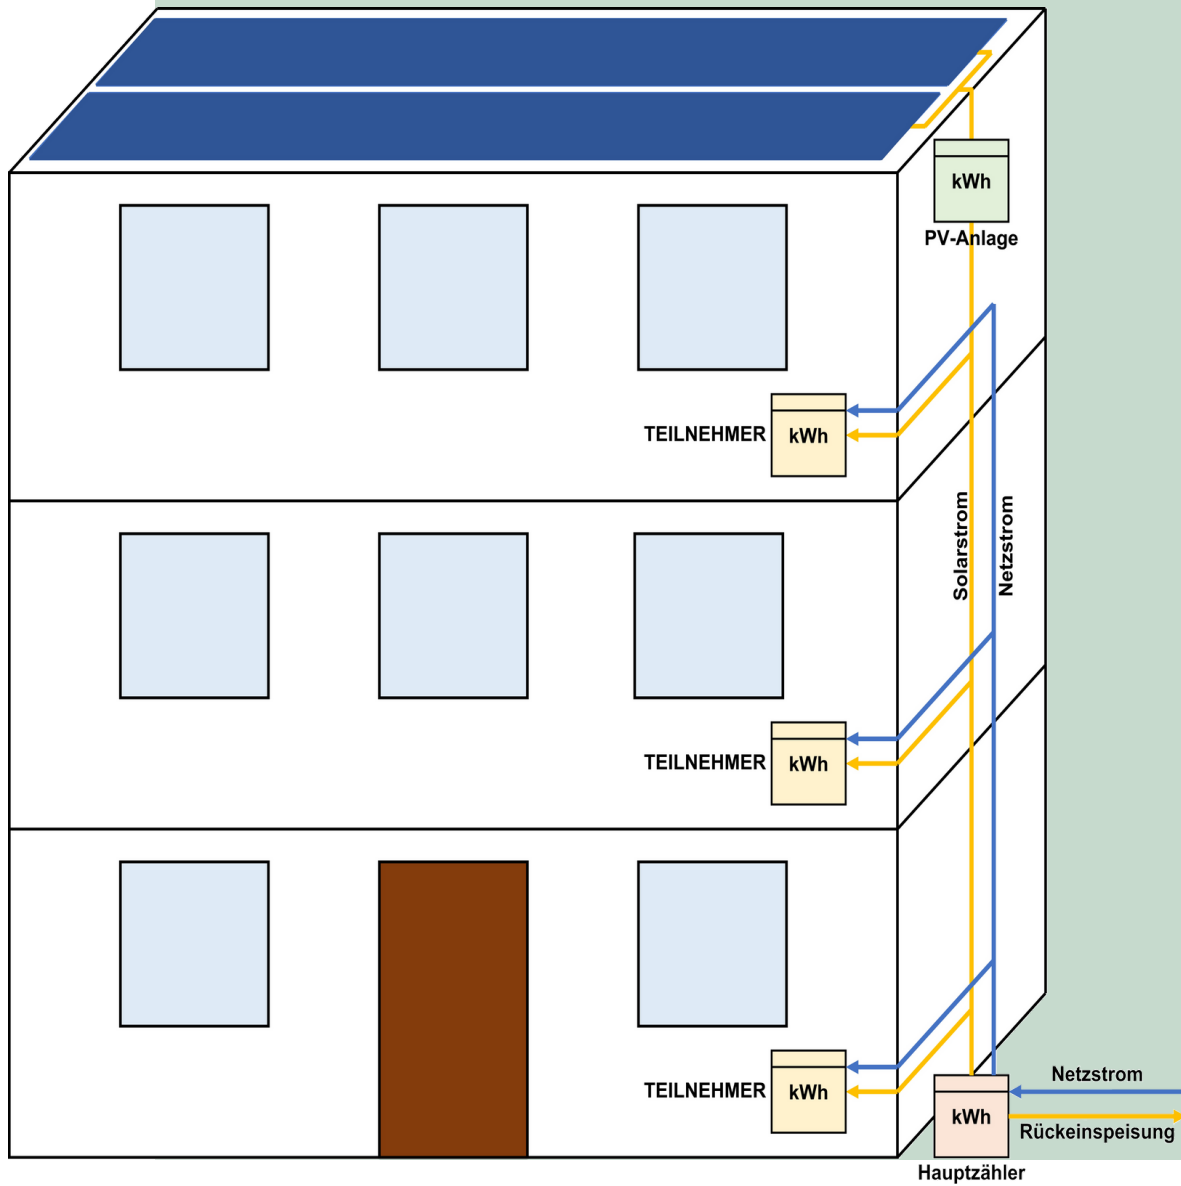 kWh
PV-Anlage
TEILNEHMER
kWh
Solarstrom
Netzstrom
TEILNEHMER
kWh
TEILNEHMER
kWh
kWh
Netzstrom
Rückeinspeisung
Hauptzähler